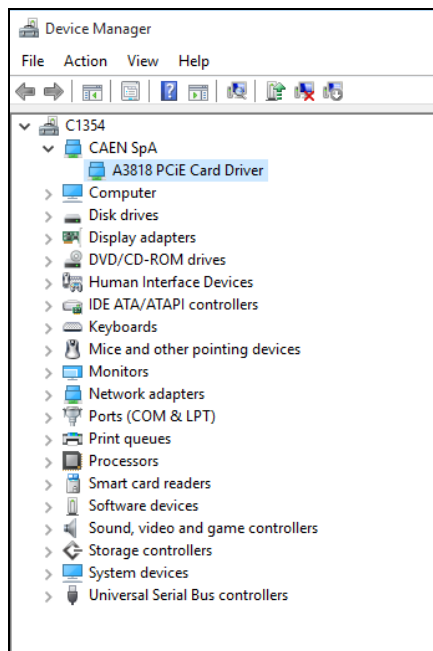 Device Manager
File Action View Help
C1354
CAEN SpA
A3818 PCiE Card Driver
Computer
Disk drives
Display adapters
DVD/CD-ROM drives
Human Interface Devices
IDE ATA/ATAPI controllers
Keyboards
Mice and other pointing devices
Monitors
Network adapters
Ports (COM & LPT)
Print queues
Processors
Smart card readers
Software devices
Sound, video and game controllers
Storage controllers
System devices
Universal Serial Bus controllers